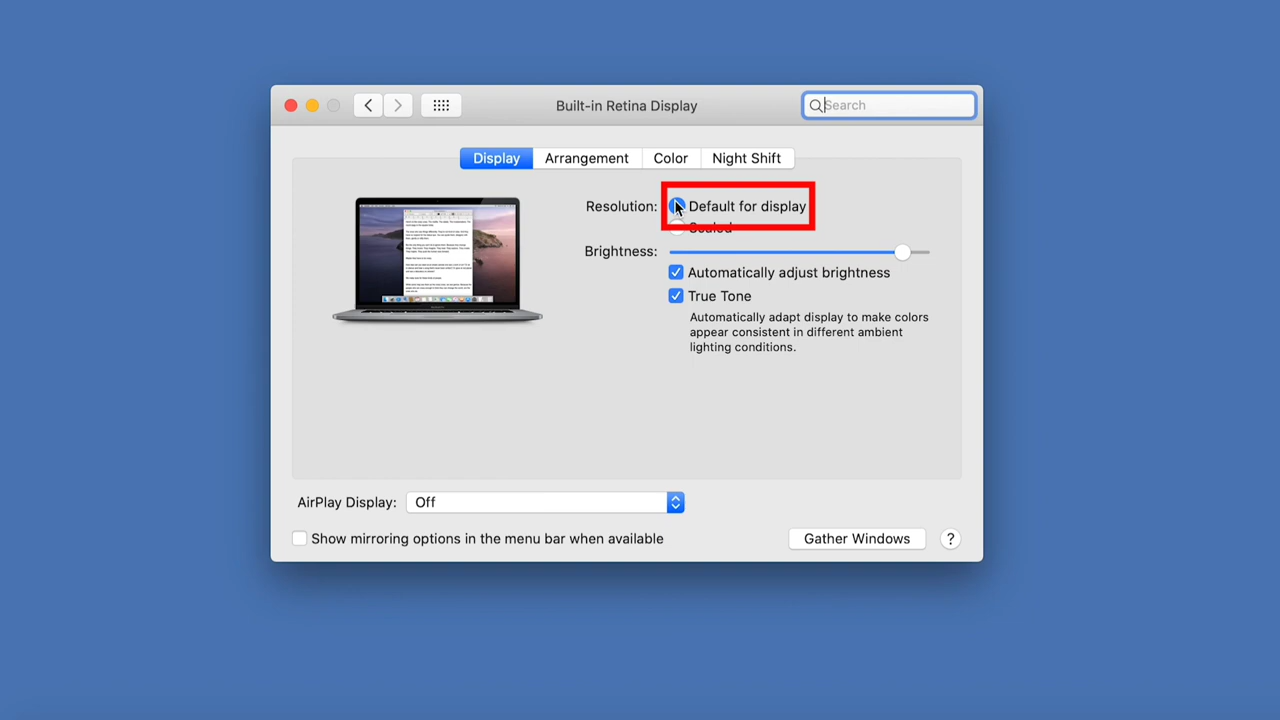 Built-in Retina Display
Search
Display
Arrangement
Color
Night Shift
Resolution:
Default for display
Scaled
Brightness:
Automatically adjust brightness
True Tone
Automatically adapt display to make colors
appear consistent in different ambient
lighting conditions.
AirPlay Display:
Off
Show mirroring options in the menu bar when available
Gather Windows
?